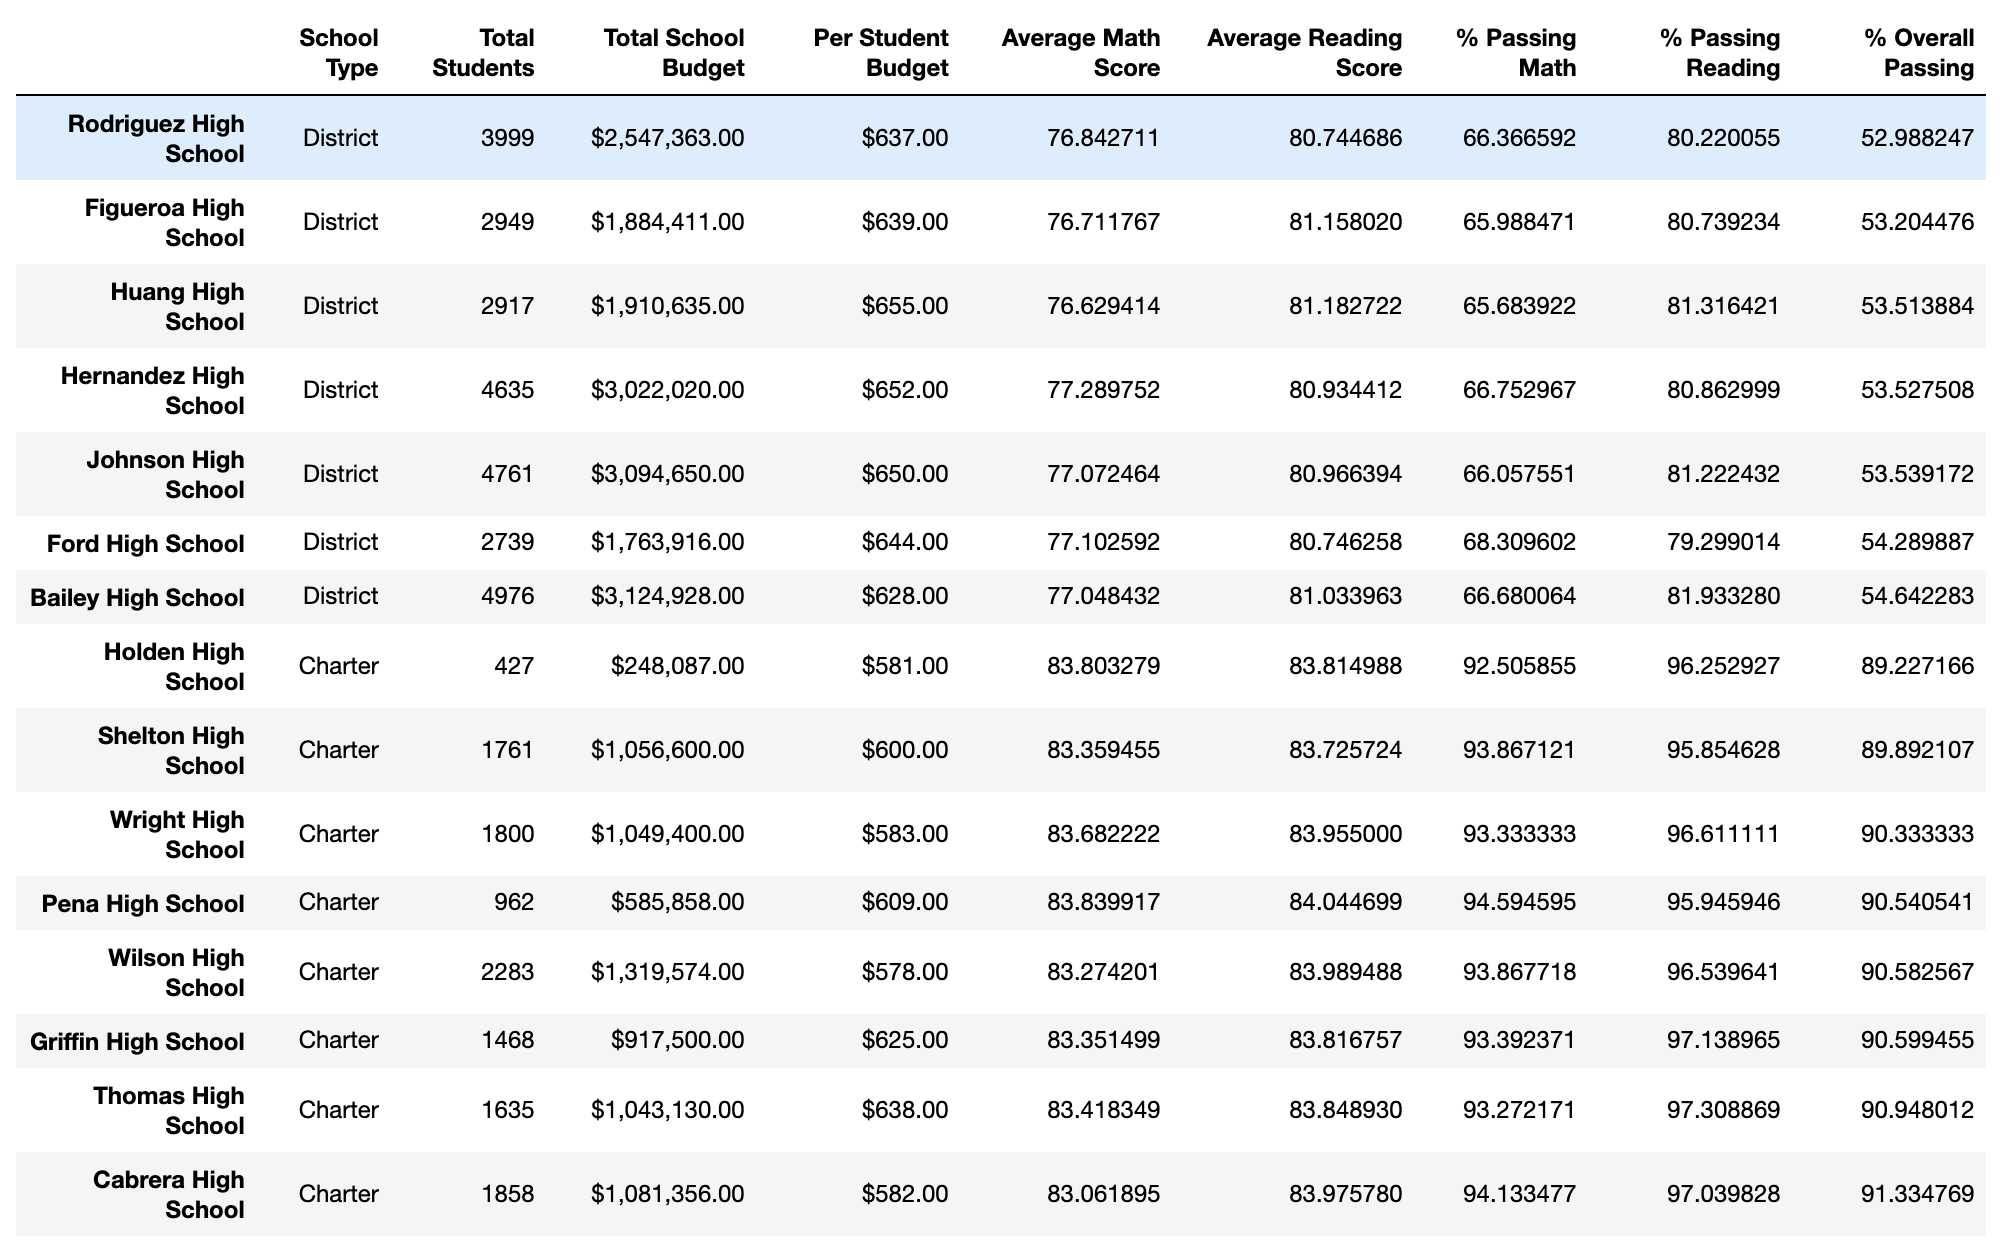 School Type Total Students Total School Budget Per Student Budget Average Math Score Average Reading Score % Passing Math % Passing Reading % Overall Passing
Rodriguez High School District 3999 $2,547,363.00 $637.00 76.842711 80.744686 66.366592 80.220055 52.988247
Figueroa High School District 2949 $1,884,411.00 $639.00 76.711767 81.158020 65.988471 80.739234 53.204476
Huang High School District 2917 $1,910,635.00 $655.00 76.629414 81.182722 65.683922 81.316421 53.513884
Hernandez High School District 4635 $3,022,020.00 $652.00 77.289752 80.934412 66.752967 80.862999 53.527508
Johnson High School District 4761 $3,094,650.00 $650.00 77.072464 80.966394 66.057551 81.222432 53.539172
Ford High School District 2739 $1,763,916.00 $644.00 77.102592 80.746258 68.309602 79.299014 54.289887
Bailey High School District 4976 $3,124,928.00 $628.00 77.048432 81.033963 66.680064 81.933280 54.642283
Holden High School Charter 427 $248,087.00 $581.00 83.803279 83.814988 92.505855 96.252927 89.227166
Shelton High School Charter 1761 $1,056,600.00 $600.00 83.359455 83.725724 93.867121 95.854628 89.892107
Wright High School Charter 1800 $1,049,400.00 $583.00 83.682222 83.955000 93.333333 96.611111 90.333333
Pena High School Charter 962 $585,858.00 $609.00 83.839917 84.044699 94.594595 95.945946 90.540541
Wilson High School Charter 2283 $1,319,574.00 $578.00 83.274201 83.989488 93.867718 96.539641 90.582567
Griffin High School Charter 1468 $917,500.00 $625.00 83.351499 83.816757 93.392371 97.138965 90.599455
Thomas High School Charter 1635 $1,043,130.00 $638.00 83.418349 83.848930 93.272171 97.308869 90.948012
Cabrera High School Charter 1858 $1,081,356.00 $582.00 83.061895 83.975780 94.133477 97.039828 91.334769